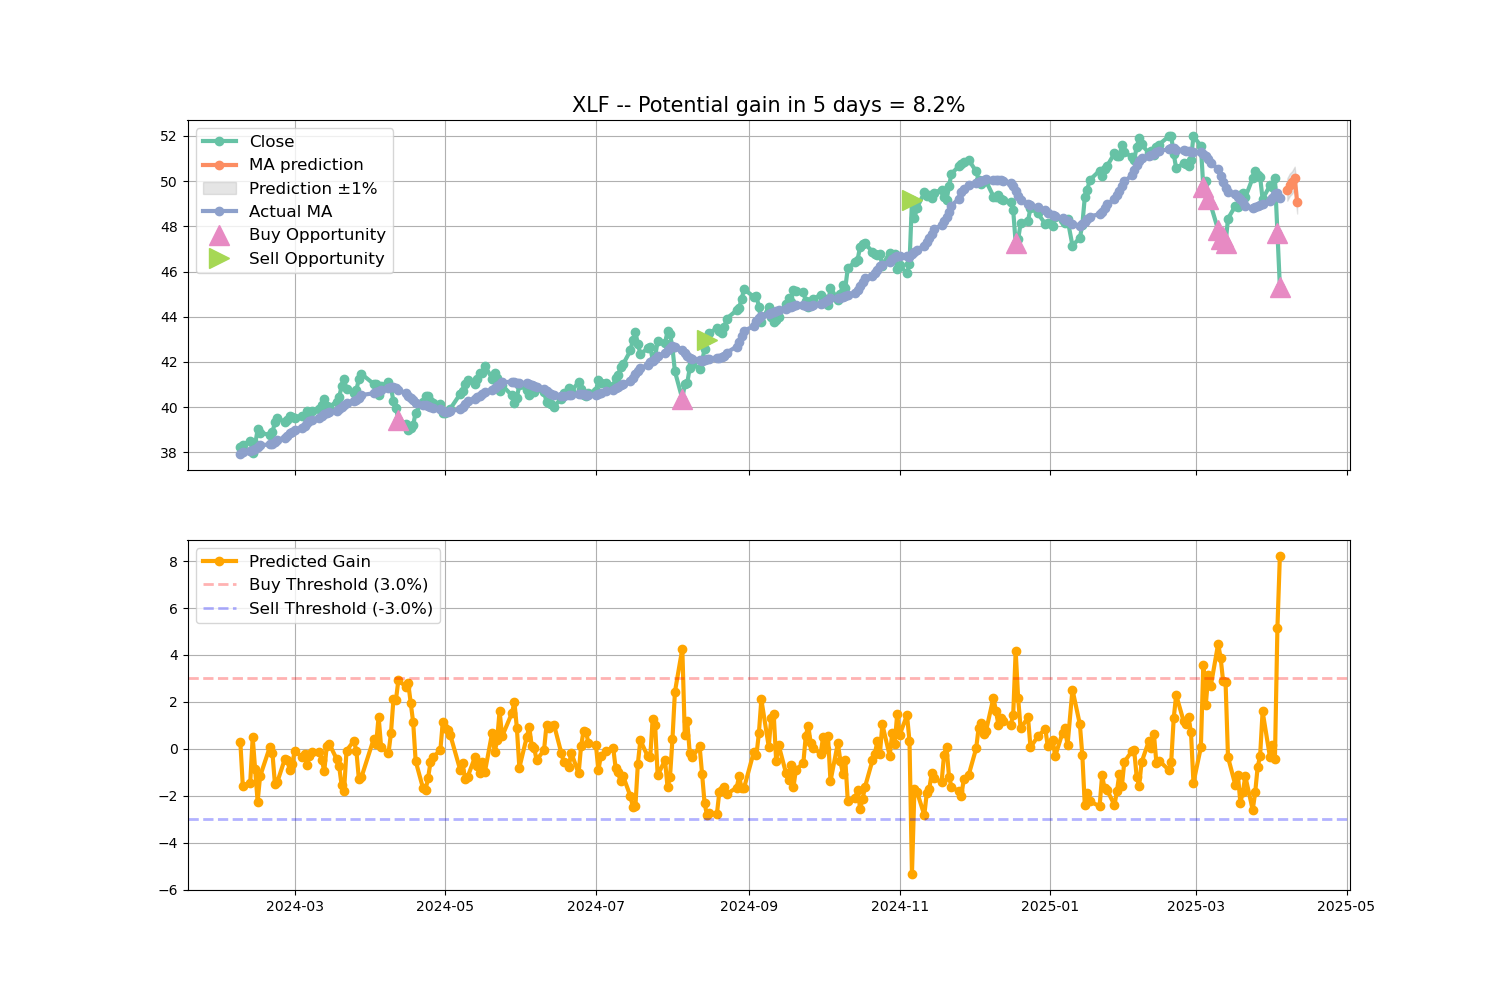 XLF -- Potential gain in 5 days = 8.2%
52
50
48
46
44
42
40
38
Close
MA prediction
Prediction ±1%
Actual MA
Buy Opportunity
Sell Opportunity
8
6
4
2
0
−2
−4
−6
Predicted Gain
Buy Threshold (3.0%)
Sell Threshold (-3.0%)
2024-03
2024-05
2024-07
2024-09
2024-11
2025-01
2025-03
2025-05